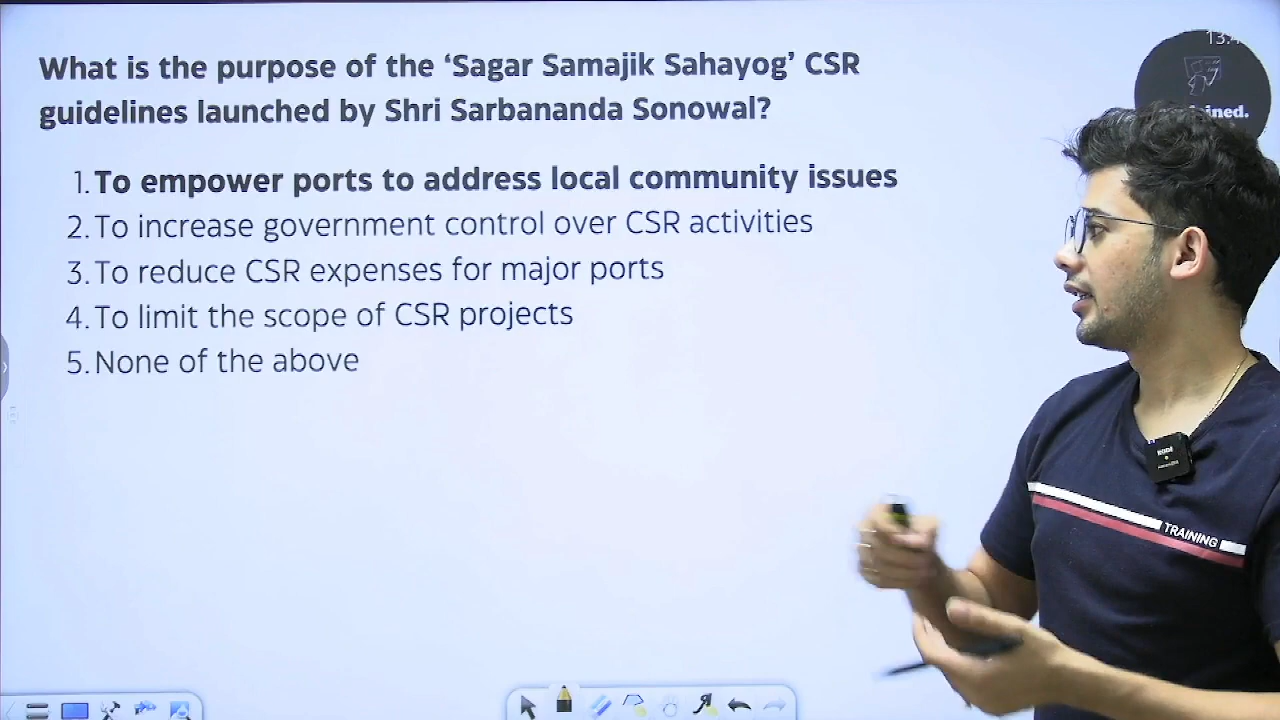 What is the purpose of the ‘Sagar Samajik Sahayog’ CSR
guidelines launched by Shri Sarbananda Sonowal?
1. To empower ports to address local community issues
2. To increase government control over CSR activities
3. To reduce CSR expenses for major ports
4. To limit the scope of CSR projects
5. None of the above
TRAINING